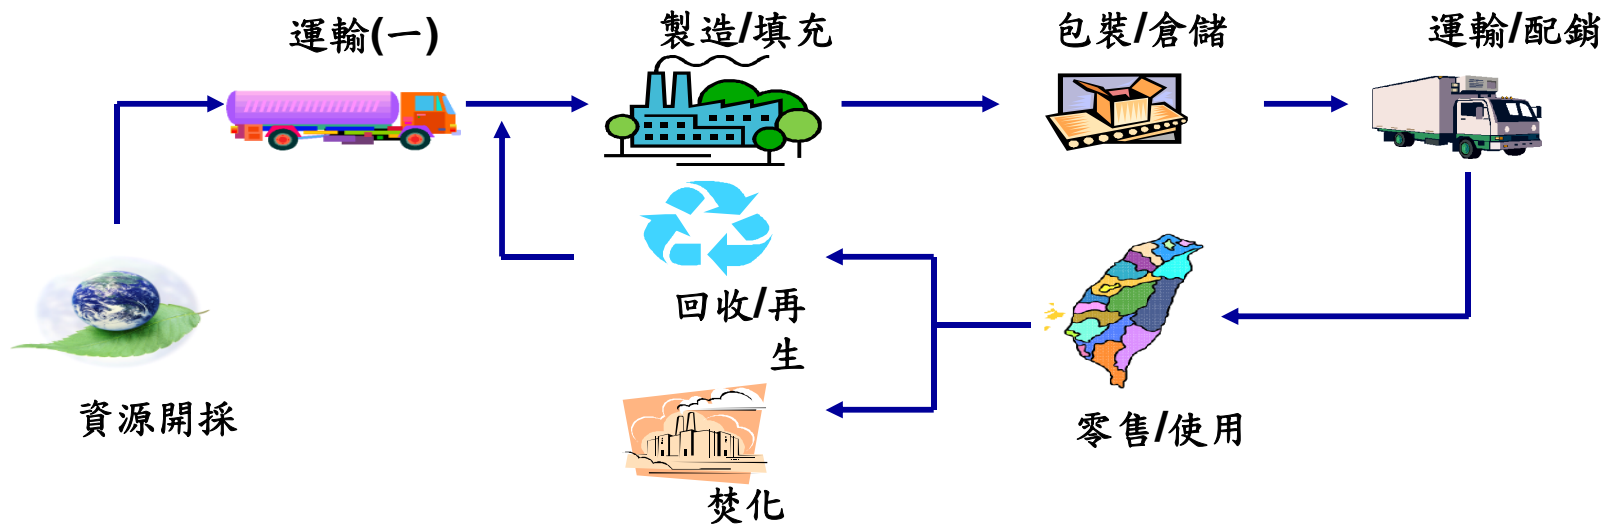 運輸(一)
製造/填充
包裝/倉儲
運輸/配銷
回收/再
生
資源開採
零售/使用
焚化